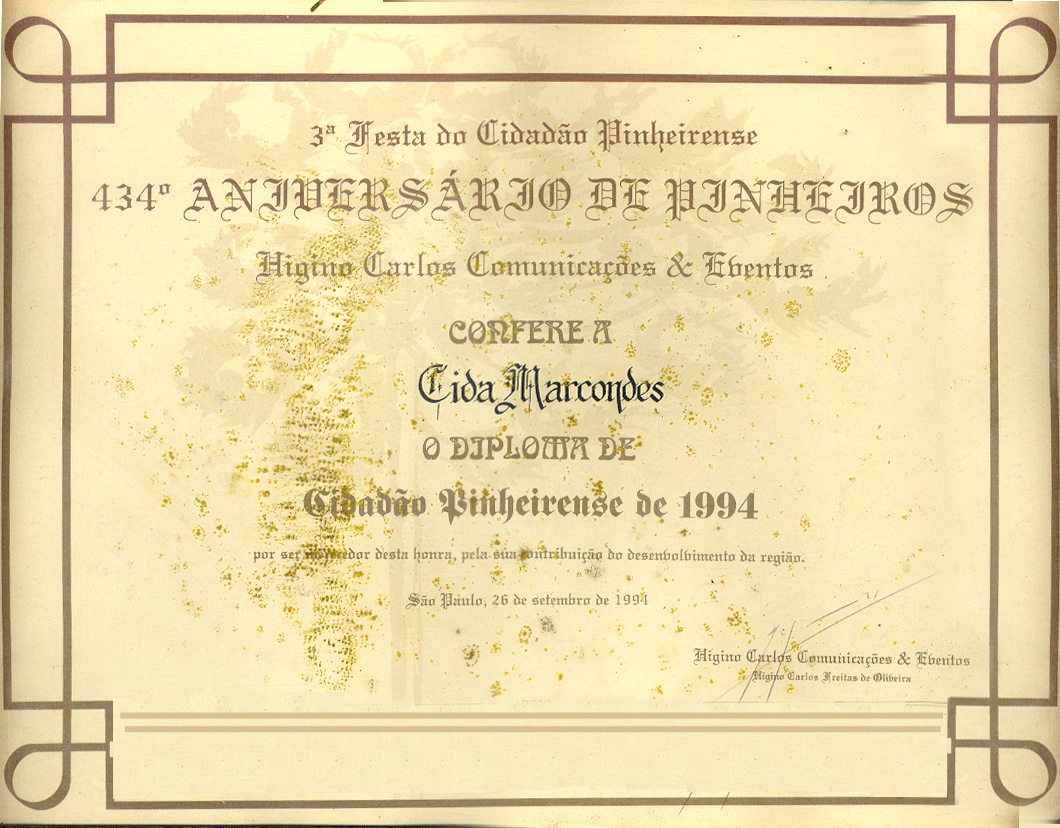 3ª Festa do Cidadão Pinheirense
434º ANIVERSÁRIO DE PINHEIROS
Higino Carlos Comunicações & Eventos
CONFERE A
Cida Marcondes
O DIPLOMA DE
Cidadão Pinheirense de 1994
por ser merecedor desta honra, pela sua contribuição do desenvolvimento da região.
São Paulo, 26 de setembro de 1994
Higino Carlos Comunicações & Eventos
Higino Carlos Freitas de Oliveira